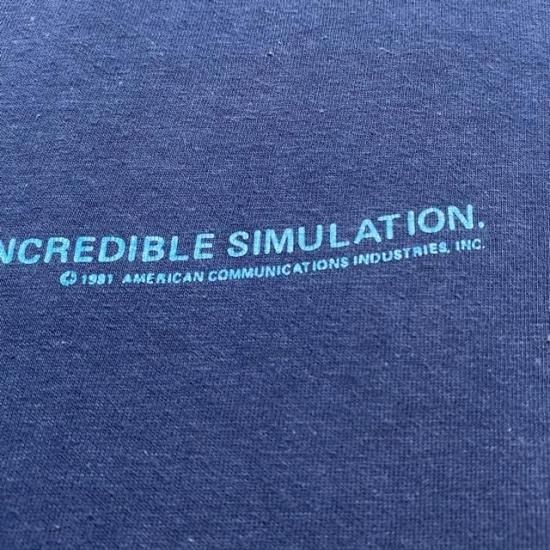 NCREDIBLE SIMULATION.
© 1981 AMERICAN COMMUNICATIONS INDUSTRIES, INC.